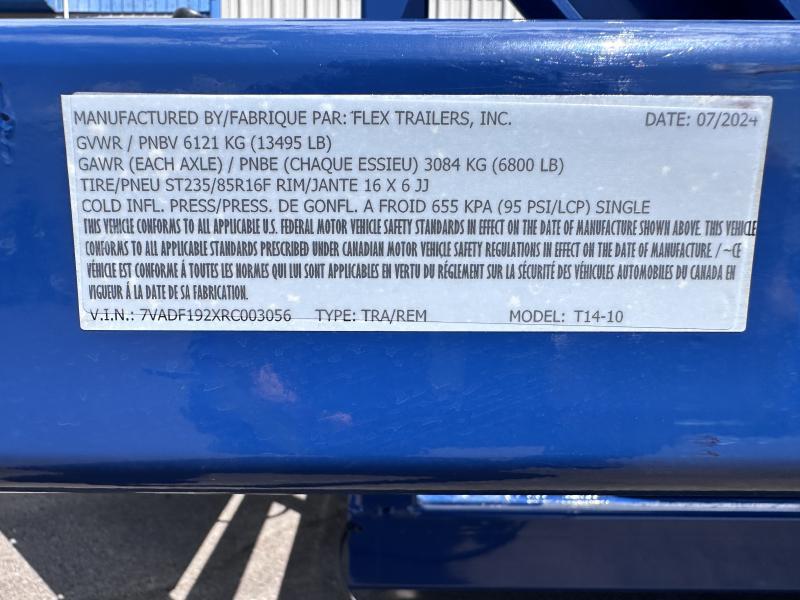 MANUFACTURED BY/FABRIQUE PAR: FLEX TRAILERS, INC. DATE: 07/2024
GVWR / PNBV 6121 KG (13495 LB)
GAWR (EACH AXLE) / PNBE (CHAQUE ESSIEU) 3084 KG (6800 LB)
TIRE/PNEU ST235/85R16F RIM/JANTE 16 X 6 JJ
COLD INFL. PRESS/PRESS. DE GONFL. A FROID 655 KPA (95 PSI/LCP) SINGLE
THIS VEHICLE CONFORMS TO ALL APPLICABLE U.S. FEDERAL MOTOR VEHICLE SAFETY STANDARDS IN EFFECT ON THE DATE OF MANUFACTURE SHOWN ABOVE. THIS VEHICLE
CONFORMS TO ALL APPLICABLE STANDARDS PRESCRIBED UNDER CANADIAN MOTOR VEHICLE SAFETY REGULATIONS IN EFFECT ON THE DATE OF MANUFACTURE. / ~CE
VÉHICLE EST CONFORME Á TOUTES LES NORMES QUI LUI SONT APPLICABLES EN VERTU DU RÉGLEMENT SUR LA SÉCURITÉ DES VÉHICULES AUTOMOBILES DU CANADA EN
VIGUEUR Á LA DATE DE SA FABRICATION.
V.I.N.: 7VADF192XRC003056 TYPE: TRA/REM MODEL: T14-10